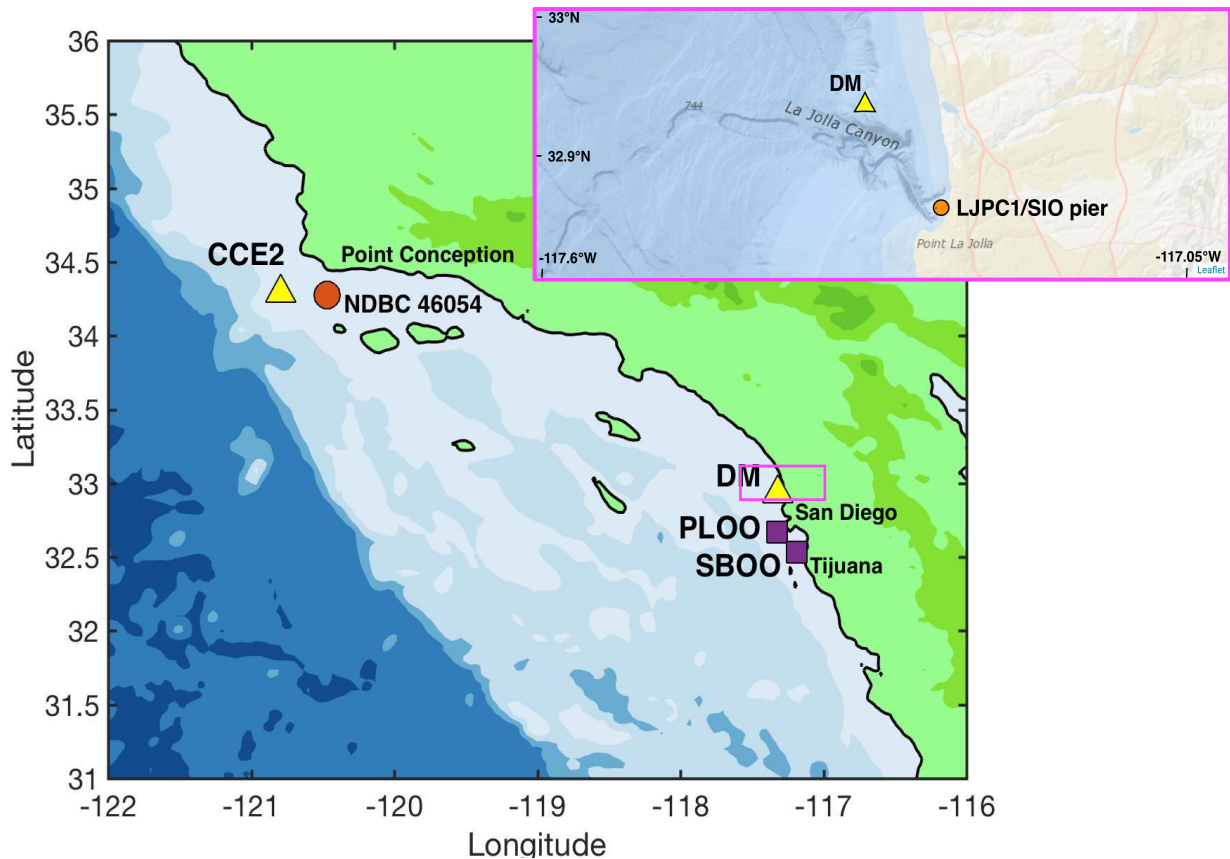 33°N
DM
744
La Jolla Canyon
32.9°N
LJPC1/SIO pier
Point La Jolla
-117.6°W
-117.05°W
Leaflet
36
35.5
35
34.5
34
33.5
33
32.5
32
31.5
31
Latitude
CCE2
Point Conception
NDBC 46054
DM
San Diego
PLOO
SBOO
Tijuana
-122
-121
-120
-119
-118
-117
-116
Longitude